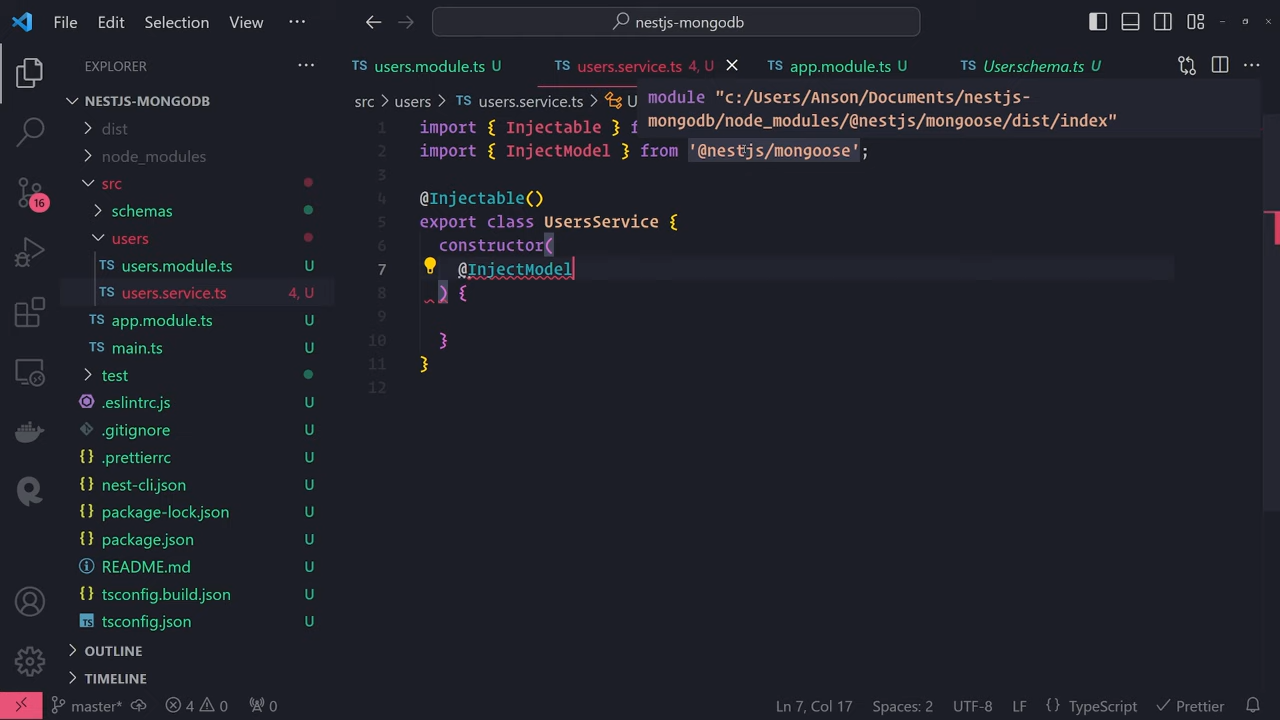 File Edit Selection View ···
nestjs-mongodb
EXPLORER ···
NESTJS-MONGODB
dist
node_modules
src
schemas
users
TS users.module.ts U
TS users.service.ts 4, U
TS app.module.ts U
TS main.ts U
test
.eslintrc.js U
.gitignore U
{} .prettierrc U
{} nest-cli.json U
{} package-lock.json U
{} package.json U
README.md U
{} tsconfig.build.json U
TS tsconfig.json U
OUTLINE
TIMELINE
16
TS users.module.ts U
TS users.service.ts 4, U
TS app.module.ts U
TS User.schema.ts U
···
src > users > TS users.service.ts > U
module "c:/Users/Anson/Documents/nestjs-
mongodb/node_modules/@nestjs/mongoose/dist/index"
1 import { Injectable } f
2 import { InjectModel } from '@nestjs/mongoose';
3
4 @Injectable()
5 export class UsersService {
6 constructor(
7 @InjectModel
8 ) {
9
10 }
11 }
12
master* 4 0 0
Ln 7, Col 17 Spaces: 2 UTF-8 LF {} TypeScript Prettier